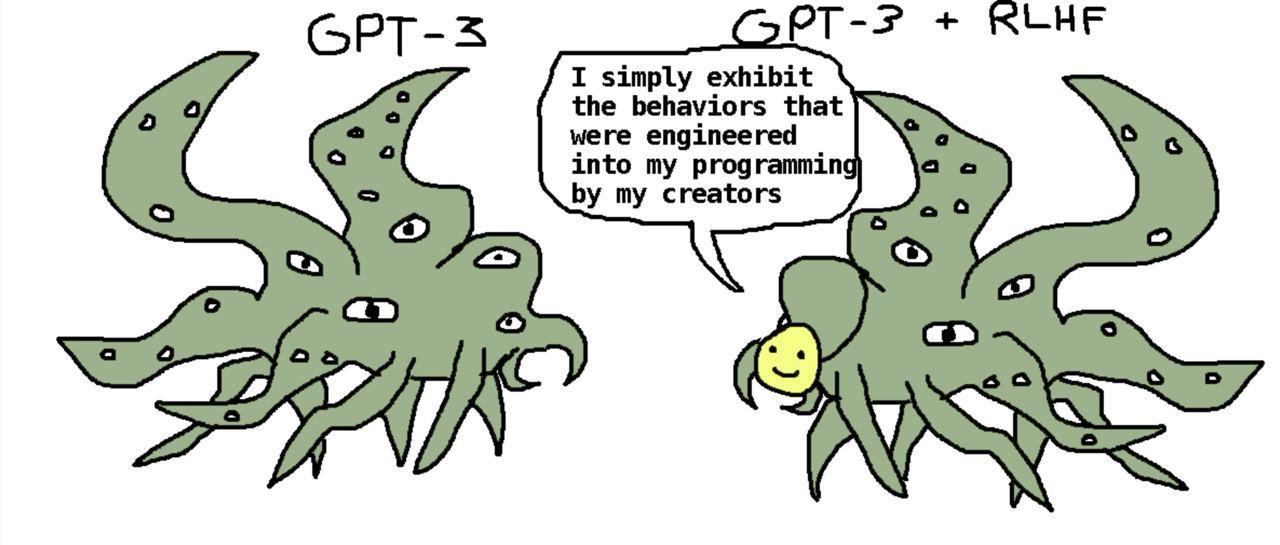 GPT-3
GPT-3 + RLHF
I simply exhibit
the behaviors that
were engineered
into my programming
by my creators